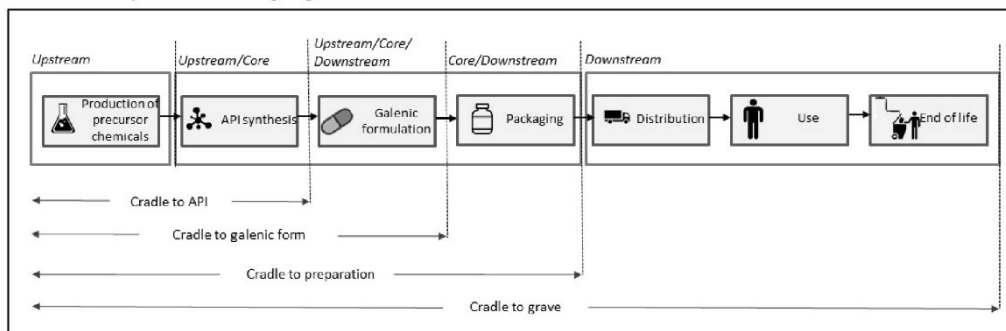 Upstream/Core/
Upstream
Upstream/Core
Downstream
Core/Downstream
Downstream
Production of
precursor
chemicals
API synthesis
Galenic
formulation
Packaging
Distribution
Use
End of life
Cradle to API
Cradle to galenic form
Cradle to preparation
Cradle to grave